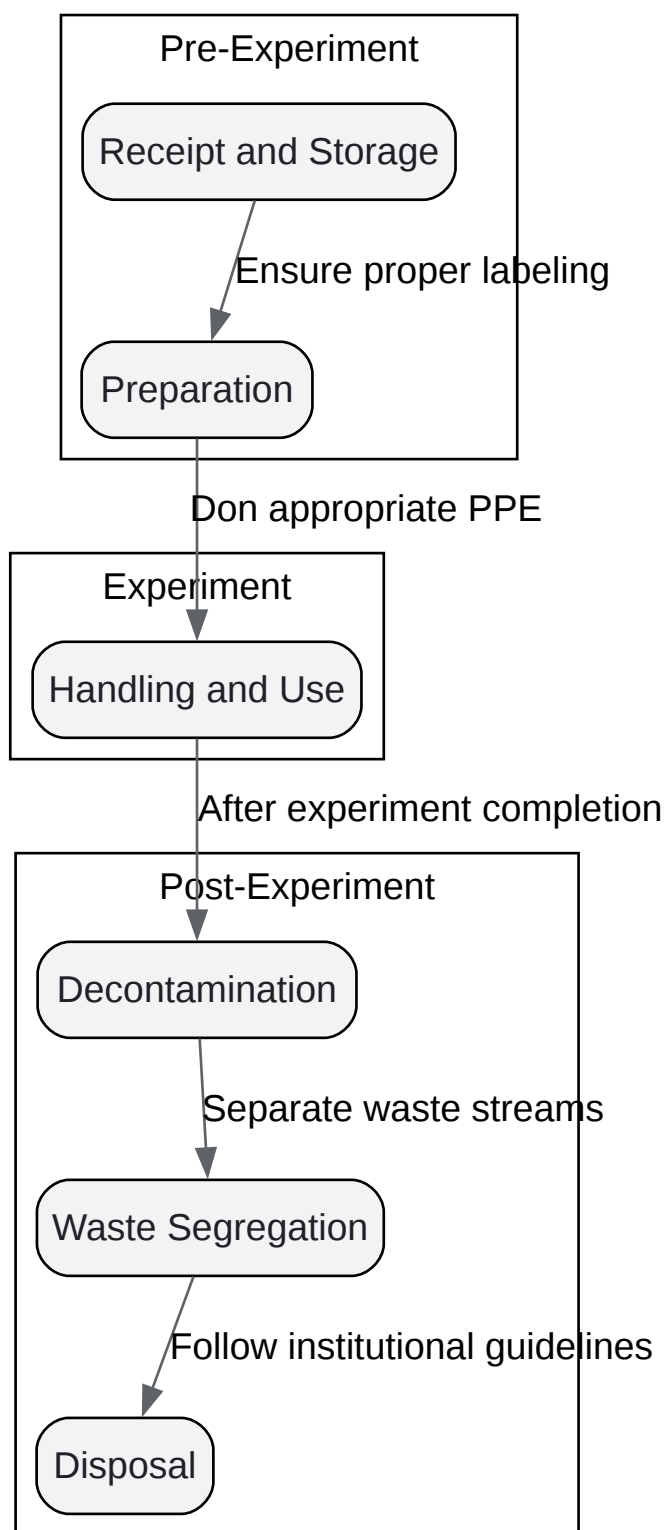 Pre-Experiment
Receipt and Storage
Ensure proper labeling
Preparation
Don appropriate PPE
Experiment
Handling and Use
After experiment completion
Post-Experiment
Decontamination
Separate waste streams
Waste Segregation
Follow institutional guidelines
Disposal